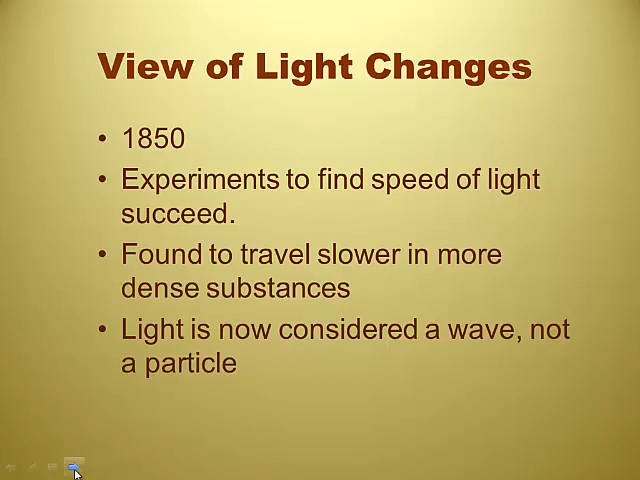 View of Light Changes
• 1850
• Experiments to find speed of light
succeed.
• Found to travel slower in more
dense substances
• Light is now considered a wave, not
a particle